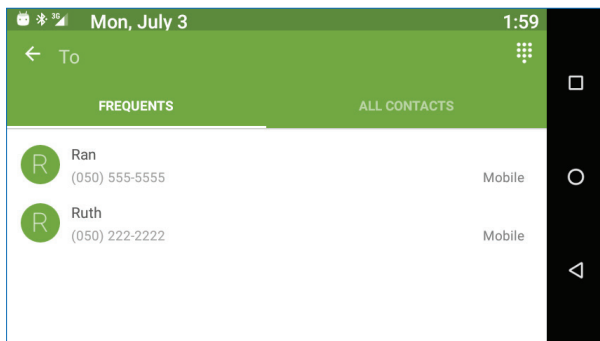 3G Mon, July 3 1:59
To
FREQUENTS ALL CONTACTS
R Ran
(050) 555-5555 Mobile
R Ruth
(050) 222-2222 Mobile